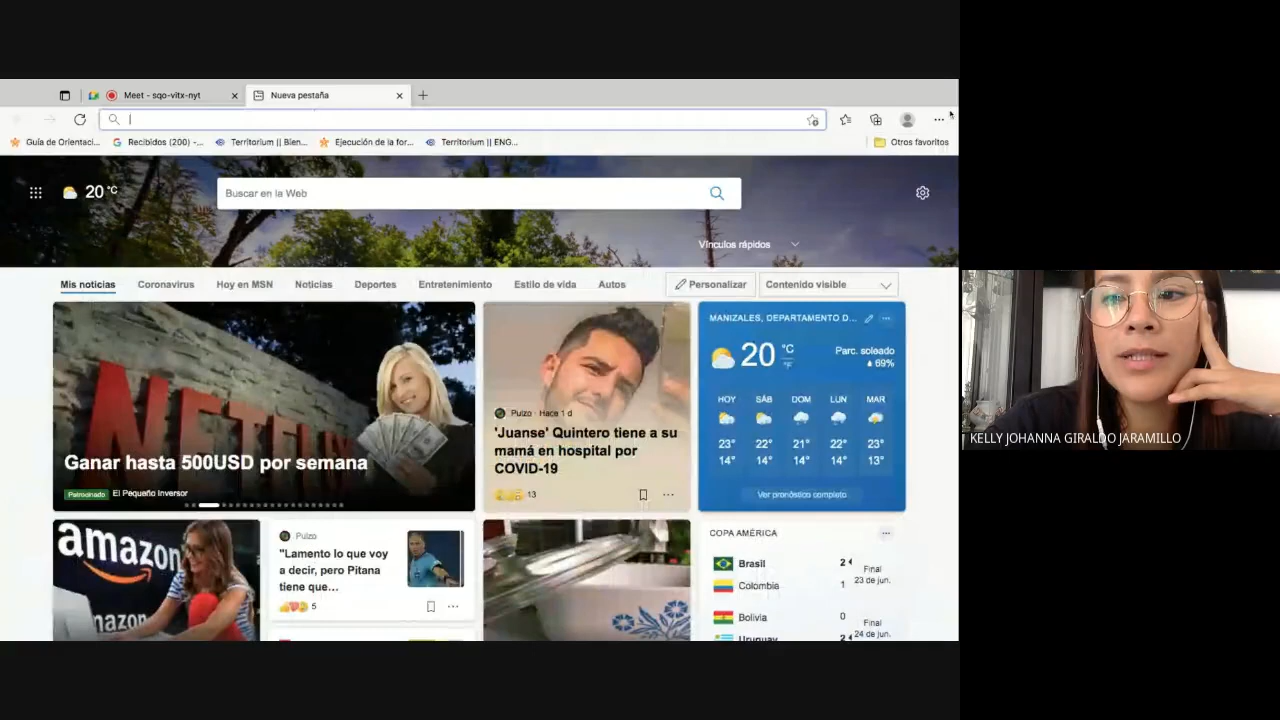 Meet - sqo-vitx-nyt
Nueva pestaña
Guía de Orientaci...
Recibidos (200) -...
Territorium || Bien...
Ejecución de la for...
Territorium || ENG...
Otros favoritos
20 °C
Buscar en la Web
Vínculos rápidos
Mis noticias
Coronavirus
Hoy en MSN
Noticias
Deportes
Entretenimiento
Estilo de vida
Autos
Personalizar
Contenido visible
NETFLIX
Ganar hasta 500USD por semana
Patrocinado
El Pequeño Inversor
Pulzo · Hace 1 d
'Juanse' Quintero tiene a su
mamá en hospital por
COVID-19
13
MANIZALES, DEPARTAMENTO D...
20 °C
°F
Parc. soleado
69%
HOY SÁB DOM LUN MAR
23° 22° 21° 22° 23°
14° 14° 14° 14° 13°
Ver pronóstico completo
amazon
amazon
Pulzo
"Lamento lo que voy
a decir, pero Pitana
tiene que...
5
COPA AMÉRICA
Brasil 2
Colombia 1
Final
23 de jun.
Bolivia 0
Uruguay 2
Final
24 de jun.
KELLY JOHANNA GIRALDO JARAMILLO